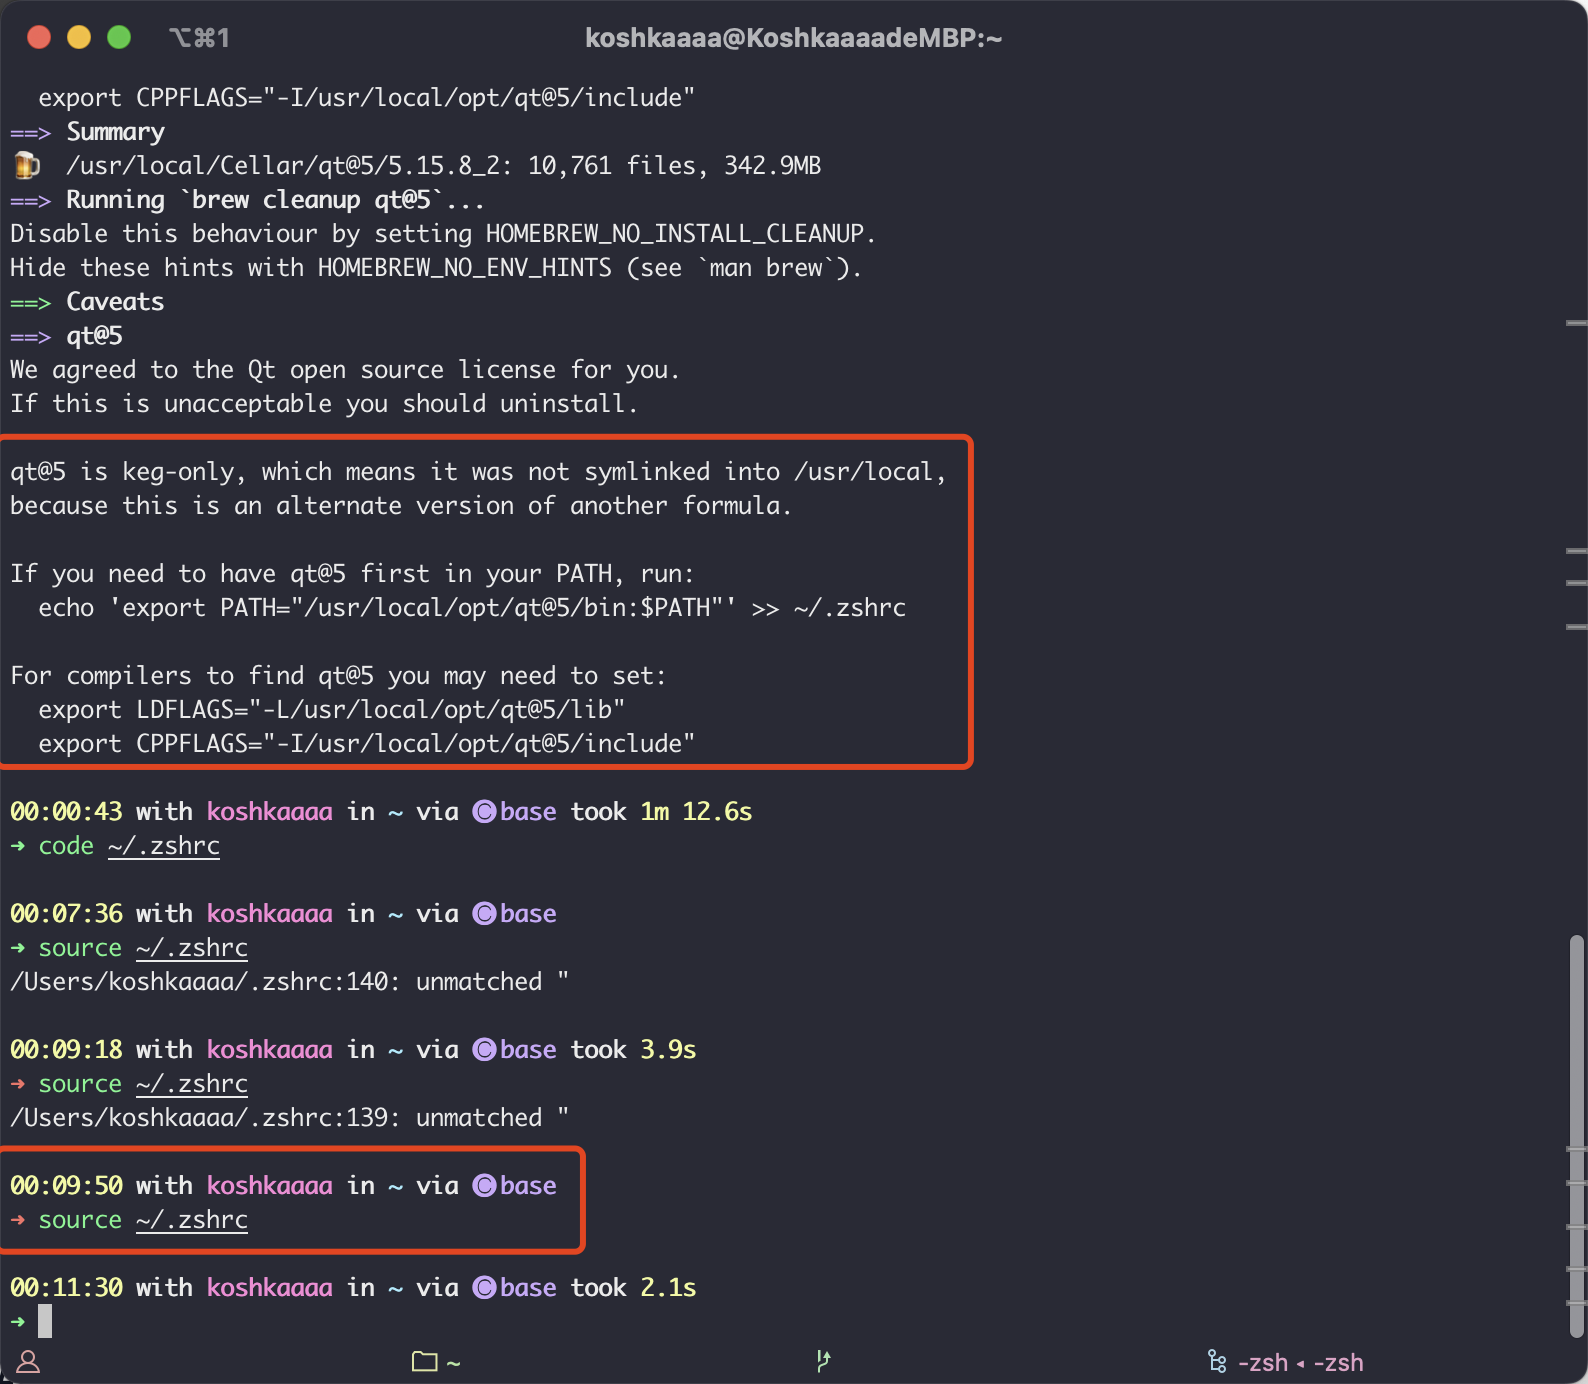 ⌥⌘1
koshkaaaa@KoshkaaaadeMBP:~
export CPPFLAGS="-I/usr/local/opt/qt@5/include"
==> Summary
🍺 /usr/local/Cellar/qt@5/5.15.8_2: 10,761 files, 342.9MB
==> Running `brew cleanup qt@5`...
Disable this behaviour by setting HOMEBREW_NO_INSTALL_CLEANUP.
Hide these hints with HOMEBREW_NO_ENV_HINTS (see `man brew`).
==> Caveats
==> qt@5
We agreed to the Qt open source license for you.
If this is unacceptable you should uninstall.
qt@5 is keg-only, which means it was not symlinked into /usr/local,
because this is an alternate version of another formula.
If you need to have qt@5 first in your PATH, run:
echo 'export PATH="/usr/local/opt/qt@5/bin:$PATH"' >> ~/.zshrc
For compilers to find qt@5 you may need to set:
export LDFLAGS="-L/usr/local/opt/qt@5/lib"
export CPPFLAGS="-I/usr/local/opt/qt@5/include"
00:00:43 with koshkaaaa in ~ via base took 1m 12.6s
➜ code ~/.zshrc
00:07:36 with koshkaaaa in ~ via base
➜ source ~/.zshrc
/Users/koshkaaaa/.zshrc:140: unmatched "
00:09:18 with koshkaaaa in ~ via base took 3.9s
➜ source ~/.zshrc
/Users/koshkaaaa/.zshrc:139: unmatched "
00:09:50 with koshkaaaa in ~ via base
➜ source ~/.zshrc
00:11:30 with koshkaaaa in ~ via base took 2.1s
➜
~ -zsh ◂ -zsh